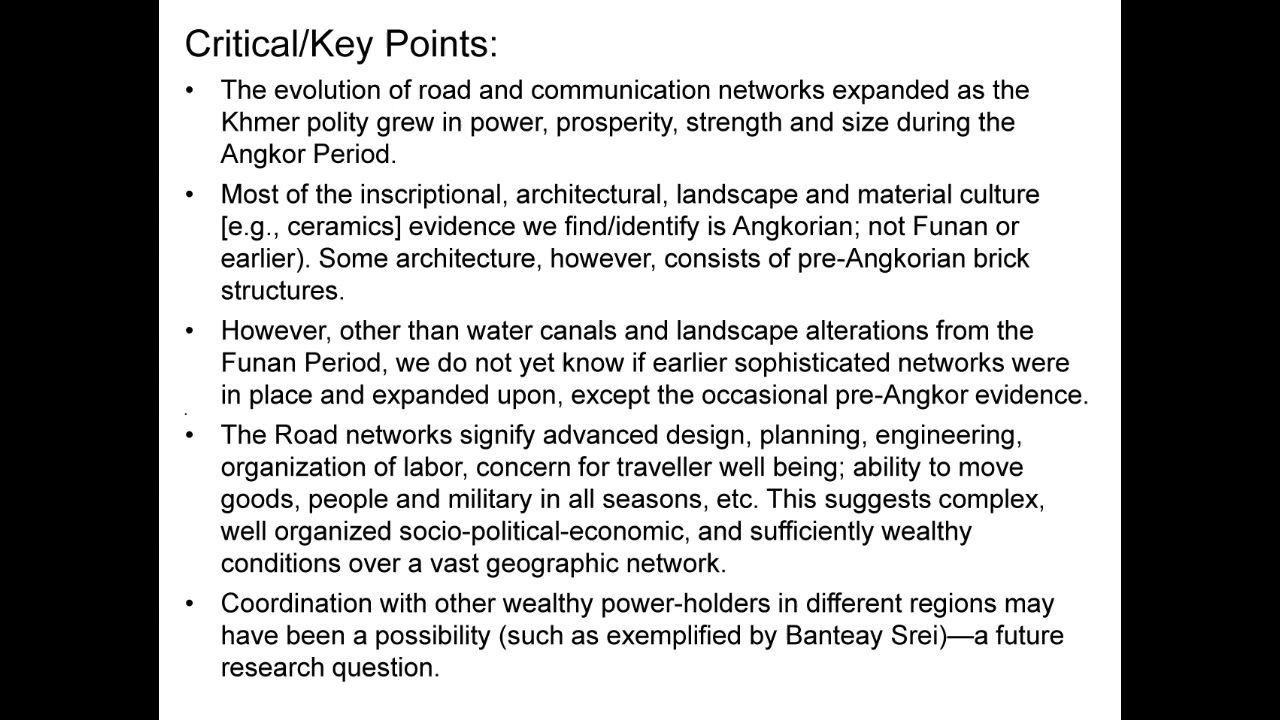 Critical/Key Points:
• The evolution of road and communication networks expanded as the
Khmer polity grew in power, prosperity, strength and size during the
Angkor Period.
• Most of the inscriptional, architectural, landscape and material culture
[e.g., ceramics] evidence we find/identify is Angkorian; not Funan or
earlier). Some architecture, however, consists of pre-Angkorian brick
structures.
• However, other than water canals and landscape alterations from the
Funan Period, we do not yet know if earlier sophisticated networks were
in place and expanded upon, except the occasional pre-Angkor evidence.
.
• The Road networks signify advanced design, planning, engineering,
organization of labor, concern for traveller well being; ability to move
goods, people and military in all seasons, etc. This suggests complex,
well organized socio-political-economic, and sufficiently wealthy
conditions over a vast geographic network.
• Coordination with other wealthy power-holders in different regions may
have been a possibility (such as exemplified by Banteay Srei)—a future
research question.